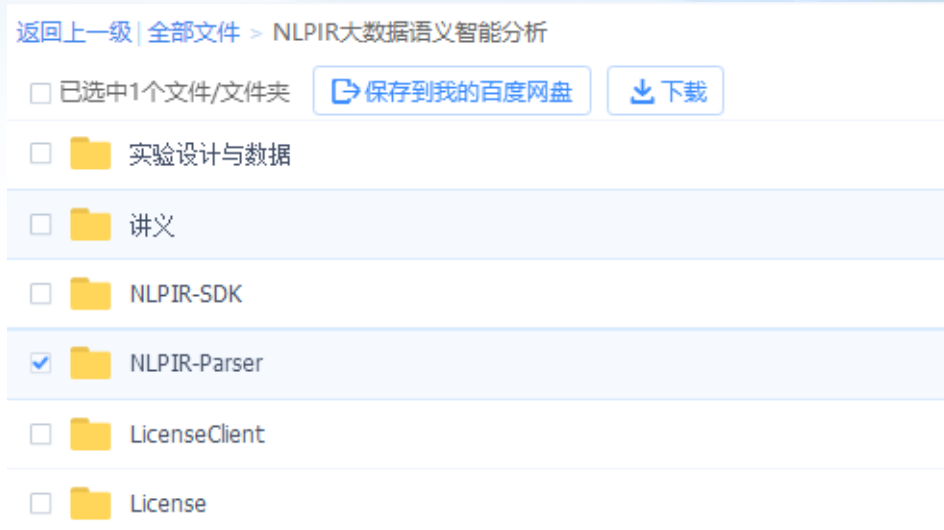 返回上一级 | 全部文件 > NLPIR大数据语义智能分析
已选中1个文件/文件夹 保存到我的百度网盘 下载
实验设计与数据
讲义
NLPIR-SDK
NLPIR-Parser
LicenseClient
License